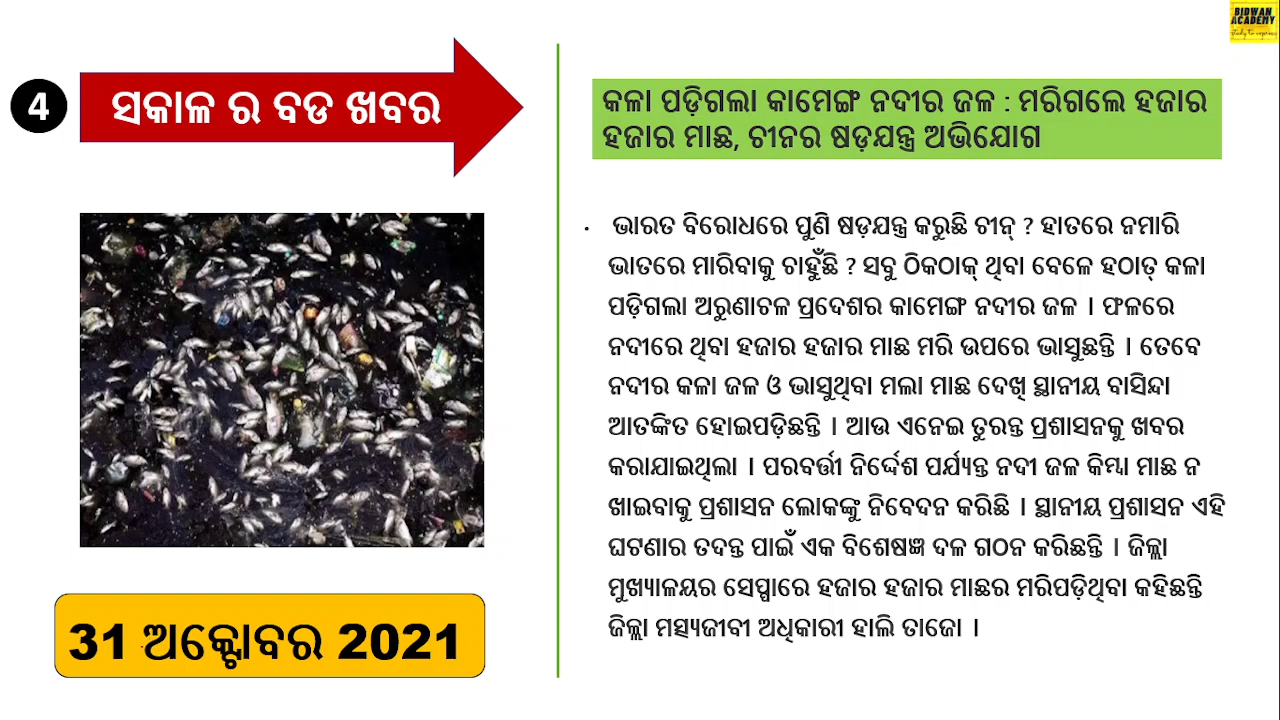 BIDWAN
ACADEMY
study to express
4
ସକାଳ ର ବଡ ଖବର
କଳା ପଡ଼ିଗଲା କାମେଙ୍ଗ ନଦୀର ଜଳ : ମରିଗଲେ ହଜାର
ହଜାର ମାଛ, ଚୀନର ଷଡ଼ଯନ୍ତ୍ର ଅଭିଯୋଗ
• ଭାରତ ବିରୋଧରେ ପୁଣି ଷଡ଼ଯନ୍ତ୍ର କରୁଛି ଚୀନ୍ ? ହାତରେ ନମାରି
ଭାତରେ ମାରିବାକୁ ଚାହୁଁଛି ? ସବୁ ଠିକଠାକ୍ ଥିବା ବେଳେ ହଠାତ୍ କଳା
ପଡ଼ିଗଲା ଅରୁଣାଚଳ ପ୍ରଦେଶର କାମେଙ୍ଗ ନଦୀର ଜଳ । ଫଳରେ
ନଦୀରେ ଥିବା ହଜାର ହଜାର ମାଛ ମରି ଉପରେ ଭାସୁଛନ୍ତି । ତେବେ
ନଦୀର କଳା ଜଳ ଓ ଭାସୁଥିବା ମଲା ମାଛ ଦେଖି ସ୍ଥାନୀୟ ବାସିନ୍ଦା
ଆତଙ୍କିତ ହୋଇପଡ଼ିଛନ୍ତି । ଆଉ ଏନେଇ ତୁରନ୍ତ ପ୍ରଶାସନକୁ ଖବର
କରାଯାଇଥିଲା । ପରବର୍ତ୍ତୀ ନିର୍ଦ୍ଦେଶ ପର୍ଯ୍ୟନ୍ତ ନଦୀ ଜଳ କିମ୍ବା ମାଛ ନ
ଖାଇବାକୁ ପ୍ରଶାସନ ଲୋକଙ୍କୁ ନିବେଦନ କରିଛି । ସ୍ଥାନୀୟ ପ୍ରଶାସନ ଏହି
ଘଟଣାର ତଦନ୍ତ ପାଇଁ ଏକ ବିଶେଷଜ୍ଞ ଦଳ ଗଠନ କରିଛନ୍ତି । ଜିଲ୍ଲା
ମୁଖ୍ୟାଳୟର ସେପ୍ପାରେ ହଜାର ହଜାର ମାଛର ମରିପଡ଼ିଥିବା କହିଛନ୍ତି
ଜିଲ୍ଲା ମତ୍ସ୍ୟଜୀବୀ ଅଧିକାରୀ ହାଲି ତାଜୋ ।
31 ଅକ୍ଟୋବର 2021